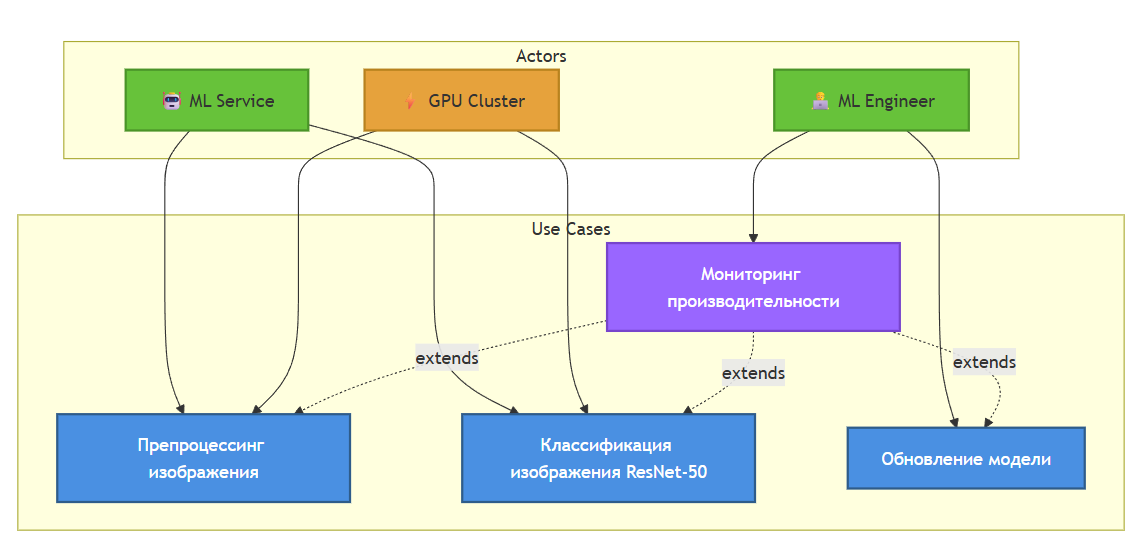 Actors
ML Service
GPU Cluster
ML Engineer
Use Cases
Мониторинг
производительности
extends
extends
extends
Препроцессинг
изображения
Классификация
изображения ResNet-50
Обновление модели